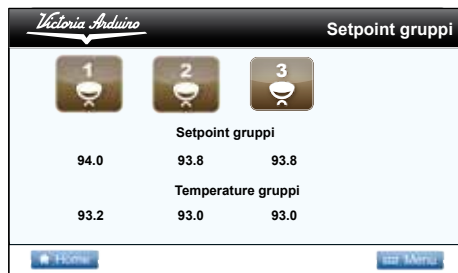 Victoria Arduino
Setpoint gruppi
1 2 3
Setpoint gruppi
94.0 93.8 93.8
Temperature gruppi
93.2 93.0 93.0
Home Menu